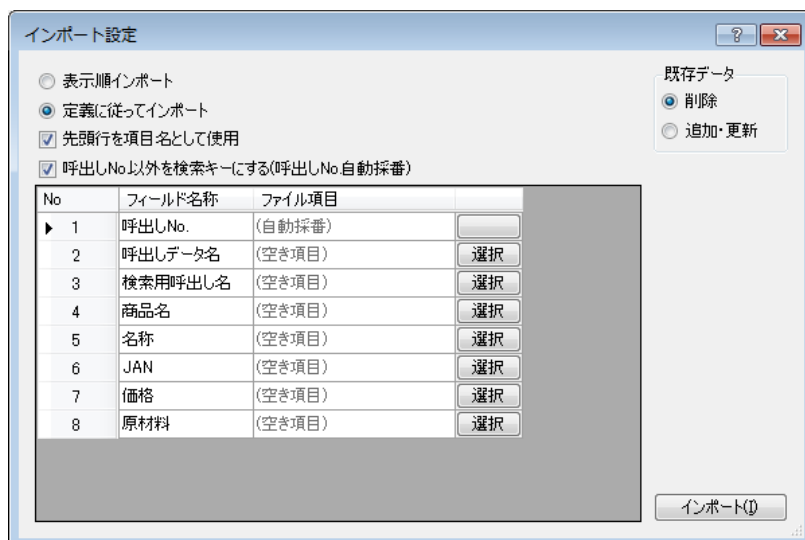 インポート設定
表示順インポート
定義に従ってインポート
先頭行を項目名として使用
呼出しNo.以外を検索キーにする(呼出しNo.自動採番)
既存データ
削除
追加・更新
No フィールド名称 ファイル項目
1 呼出しNo. (自動採番)
2 呼出しデータ名 (空き項目) 選択
3 検索用呼出し名 (空き項目) 選択
4 商品名 (空き項目) 選択
5 名称 (空き項目) 選択
6 JAN (空き項目) 選択
7 価格 (空き項目) 選択
8 原材料 (空き項目) 選択
インポート(I)